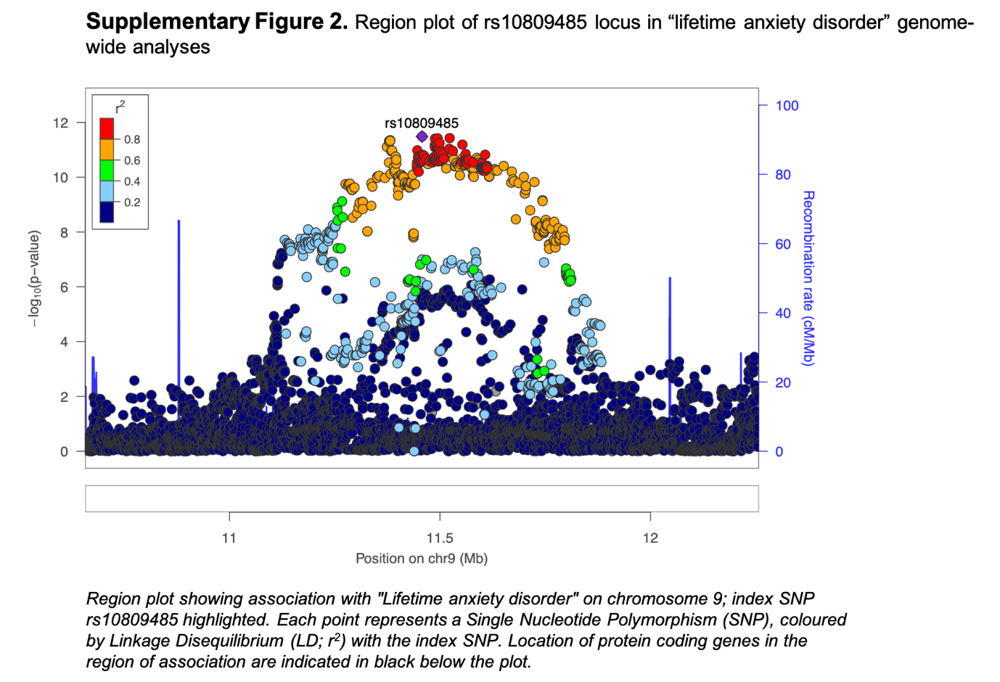 Supplementary Figure 2. Region plot of rs10809485 locus in “lifetime anxiety disorder” genome-
wide analyses
r2
0.8
0.6
0.4
0.2
rs10809485
12
10
8
6
4
2
0
−log10(p−value)
100
80
60
40
20
0
Recombination rate (cM/Mb)
11
11.5
12
Position on chr9 (Mb)
Region plot showing association with "Lifetime anxiety disorder" on chromosome 9; index SNP
rs10809485 highlighted. Each point represents a Single Nucleotide Polymorphism (SNP), coloured
by Linkage Disequilibrium (LD; r2) with the index SNP. Location of protein coding genes in the
region of association are indicated in black below the plot.